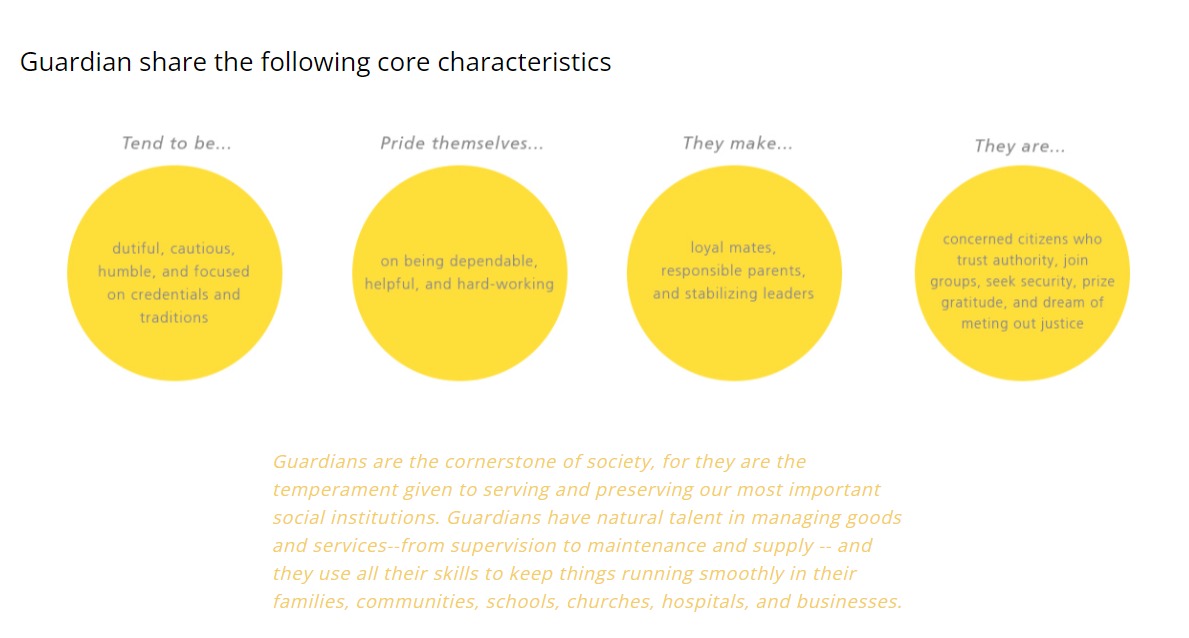 Guardian share the following core characteristics
Tend to be...
dutiful, cautious,
humble, and focused
on credentials and
traditions
Pride themselves...
on being dependable,
helpful, and hard-working
They make...
loyal mates,
responsible parents,
and stabilizing leaders
They are...
concerned citizens who
trust authority, join
groups, seek security, prize
gratitude, and dream of
meting out justice
Guardians are the cornerstone of society, for they are the
temperament given to serving and preserving our most important
social institutions. Guardians have natural talent in managing goods
and services--from supervision to maintenance and supply -- and
they use all their skills to keep things running smoothly in their
families, communities, schools, churches, hospitals, and businesses.